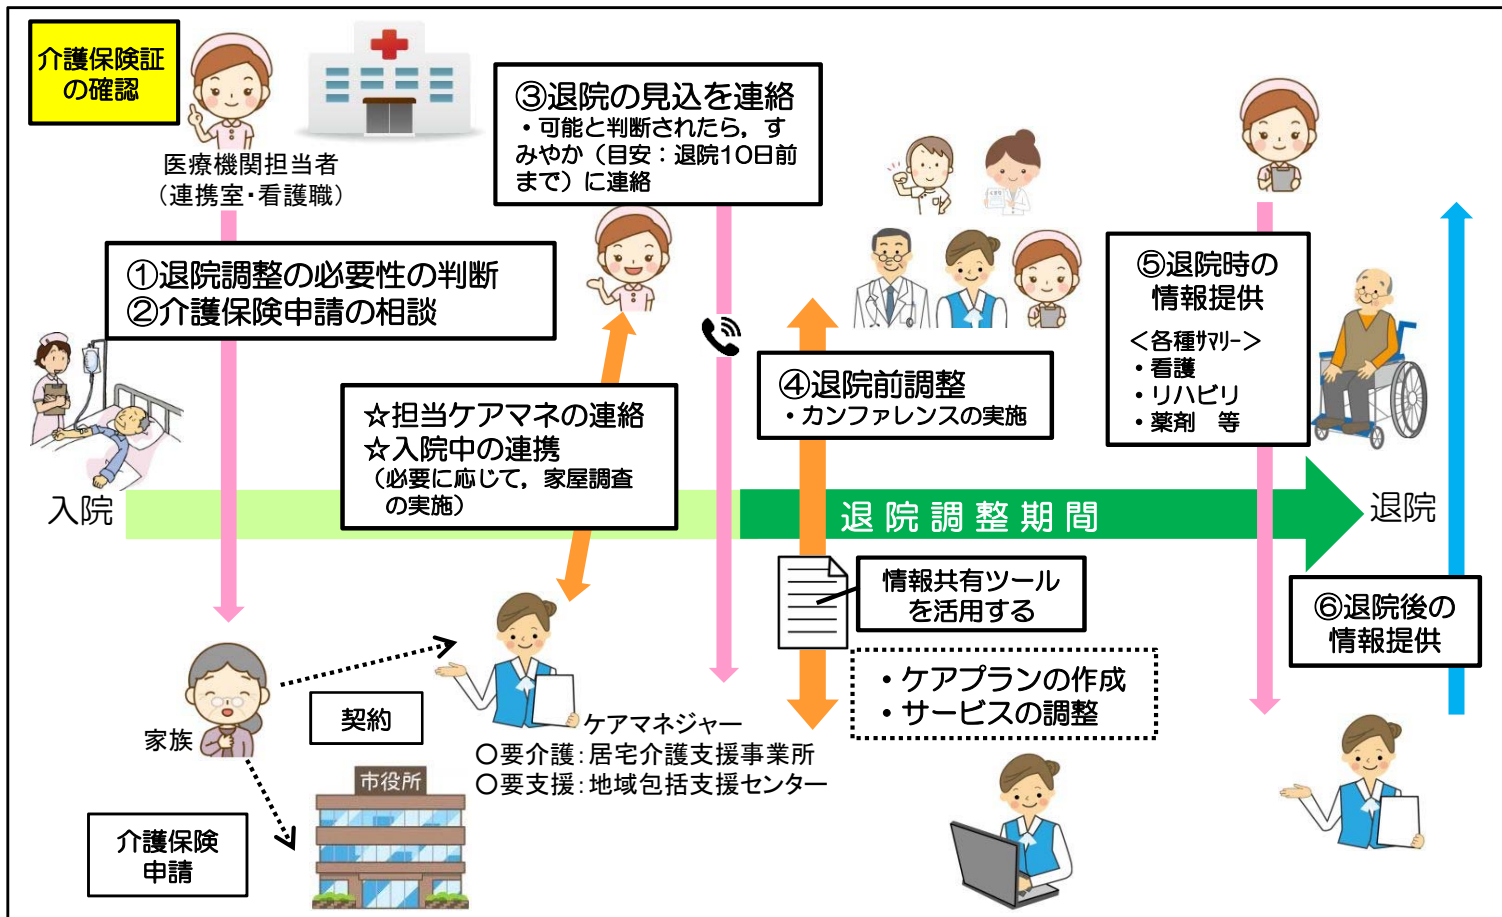 介護保険証
の確認
医療機関担当者
（連携室・看護職）
③退院の見込を連絡
・可能と判断されたら，す
みやか（目安：退院10日前
まで）に連絡
①退院調整の必要性の判断
②介護保険申請の相談
☆担当ケアマネの連絡
☆入院中の連携
（必要に応じて，家屋調査
の実施）
④退院前調整
・カンファレンスの実施
⑤退院時の
情報提供
＜各種ｻﾏﾘｰ＞
・看護
・リハビリ
・薬剤　等
入院
退院調整期間
退院
情報共有ツール
を活用する
⑥退院後の
情報提供
・ケアプランの作成
・サービスの調整
家族
契約
ケアマネジャー
〇要介護：居宅介護支援事業所
〇要支援：地域包括支援センター
市役所
介護保険
申請